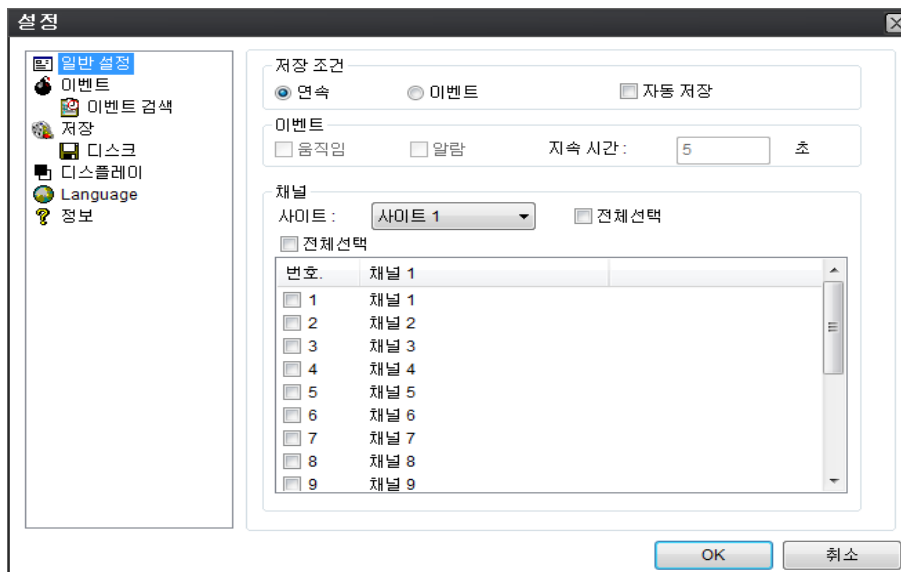 설정
일반 설정
이벤트
이벤트 검색
저장
디스크
디스플레이
Language
정보
저장 조건
연속 이벤트 자동 저장
이벤트
움직임 알람 지속 시간 : 5 초
채널
사이트 : 사이트 1 전체선택
전체선택
번호. 채널 1
1 채널 1
2 채널 2
3 채널 3
4 채널 4
5 채널 5
6 채널 6
7 채널 7
8 채널 8
9 채널 9
OK 취소